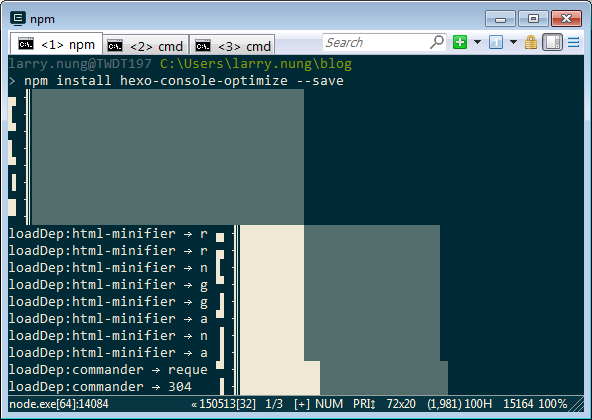 npm
<1> npm
<2> cmd
<3> cmd
Search
larry.nung@TWDT197 C:\Users\larry.nung\blog
> npm install hexo-console-optimize --save
loadDep:html-minifier → r
loadDep:html-minifier → r
loadDep:html-minifier → n
loadDep:html-minifier → g
loadDep:html-minifier → g
loadDep:html-minifier → a
loadDep:html-minifier → n
loadDep:html-minifier → a
loadDep:commander → reque
loadDep:commander → 304
node.exe[64]:14084 «150513[32] 1/3 [+] NUM PRI↕ 72x20 (1,981) 100H 15164 100%